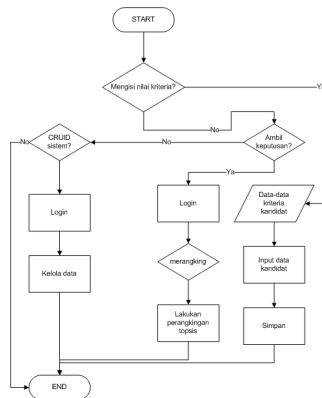 START
Mengisi nilai kriteria?
Ya
No
CRUID
sistem?
No
No
Ambil
keputusan?
Ya
Login
Login
Data-data
kriteria
kandidat
Kelola data
merangking
Input data
kandidat
Lakukan
perangkingan
topsis
Simpan
END